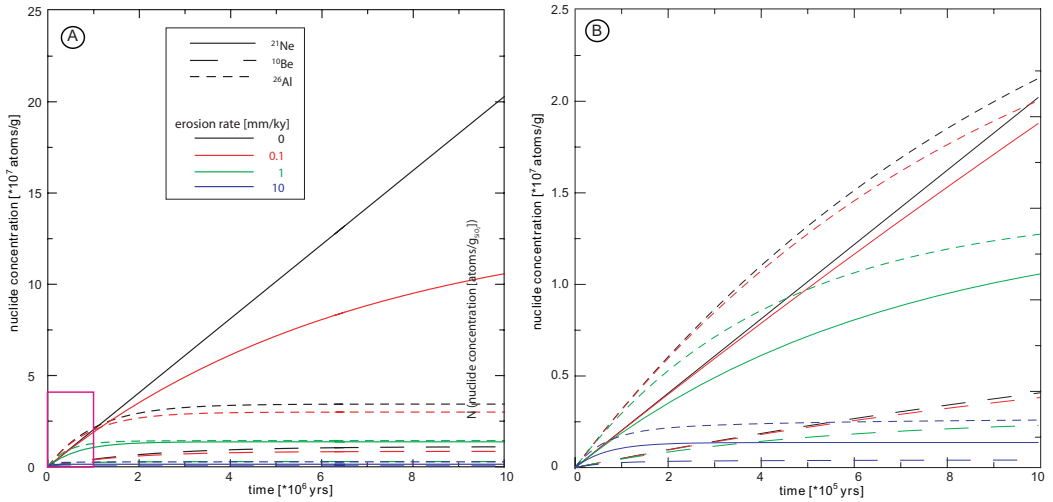 A
25
20
15
10
5
0
nuclide concentration [*10⁷ atoms/g]
0 2 4 6 8 10
time [*10⁶ yrs]
²¹Ne
¹⁰Be
²⁶Al
erosion rate [mm/ky]
0
0.1
1
10
N (nuclide concentration [atoms/g_SiO₂])
B
2.5
2.0
1.5
1.0
0.5
0
nuclide concentration [*10⁷ atoms/g]
0 2 4 6 8 10
time [*10⁵ yrs]